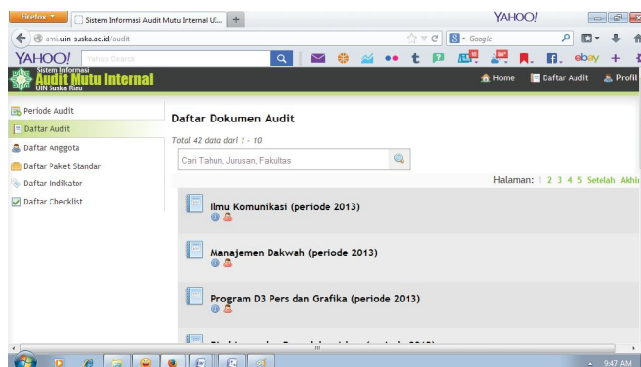 Firefox
Sistem Informasi Audit Mutu Internal U...
ami.uin-suska.ac.id/audit
Google
YAHOO!
YAHOO!
Yahoo Search
ebay
Sistem Informasi
Audit Mutu Internal
UIN Suska Riau
Home
Daftar Audit
Profil
Periode Audit
Daftar Audit
Daftar Anggota
Daftar Paket Standar
Daftar Indikator
Daftar Checklist
Daftar Dokumen Audit
Total 42 data dari 1 - 10
Cari Tahun, Jurusan, Fakultas
Halaman: 1 2 3 4 5 Setelah Akhir
Ilmu Komunikasi (periode 2013)
Manajemen Dakwah (periode 2013)
Program D3 Pers dan Grafika (periode 2013)
9:47 AM